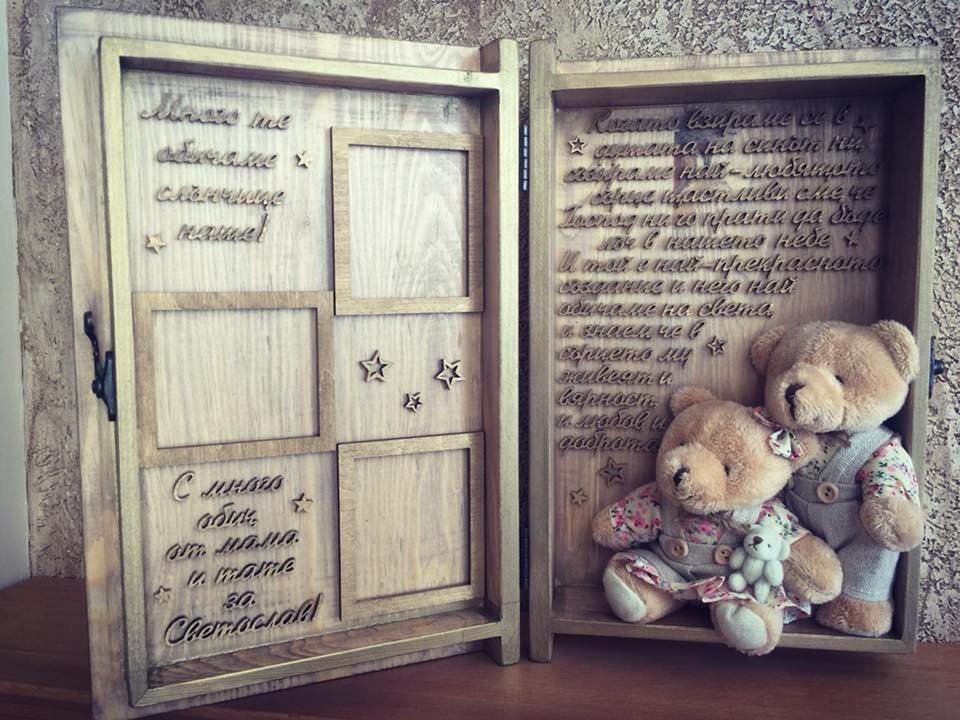 Много те
обичаме
слънчице
наше!
С много
обич,
от мама
и тате
за
Светослав!
Когато взираме се в
душата на синът ни,
съзираме най-любящото
сърце, щастливи сме, че
Господ ни го прати да бъде
лъч в нашето небе.
И той е най-прекрасното
създание и него най
обичаме на света,
и знаем, че в
сърцето му
живеят и
вярност,
и любов и
доброта.